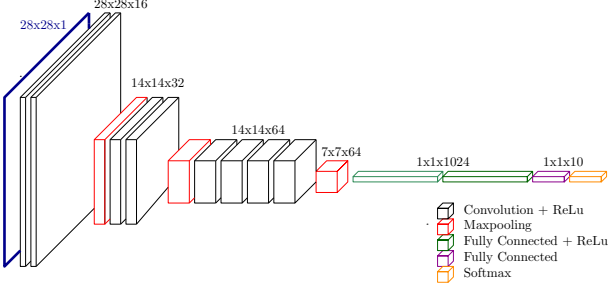 28x28x16
28x28x1
14x14x32
14x14x64
7x7x64
1x1x1024
1x1x10
Convolution + ReLu
Maxpooling
Fully Connected + ReLu
Fully Connected
Softmax